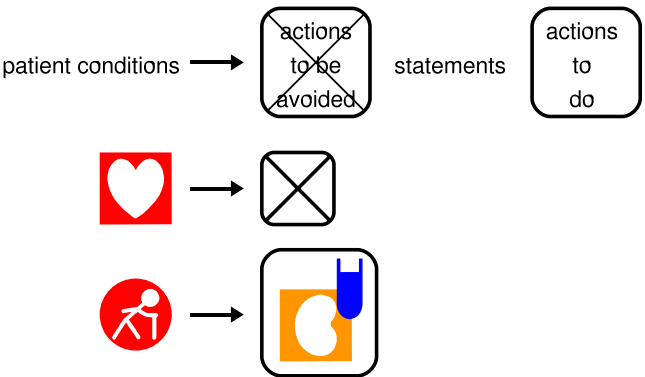 patient conditions
actions
to be
avoided
statements
actions
to
do